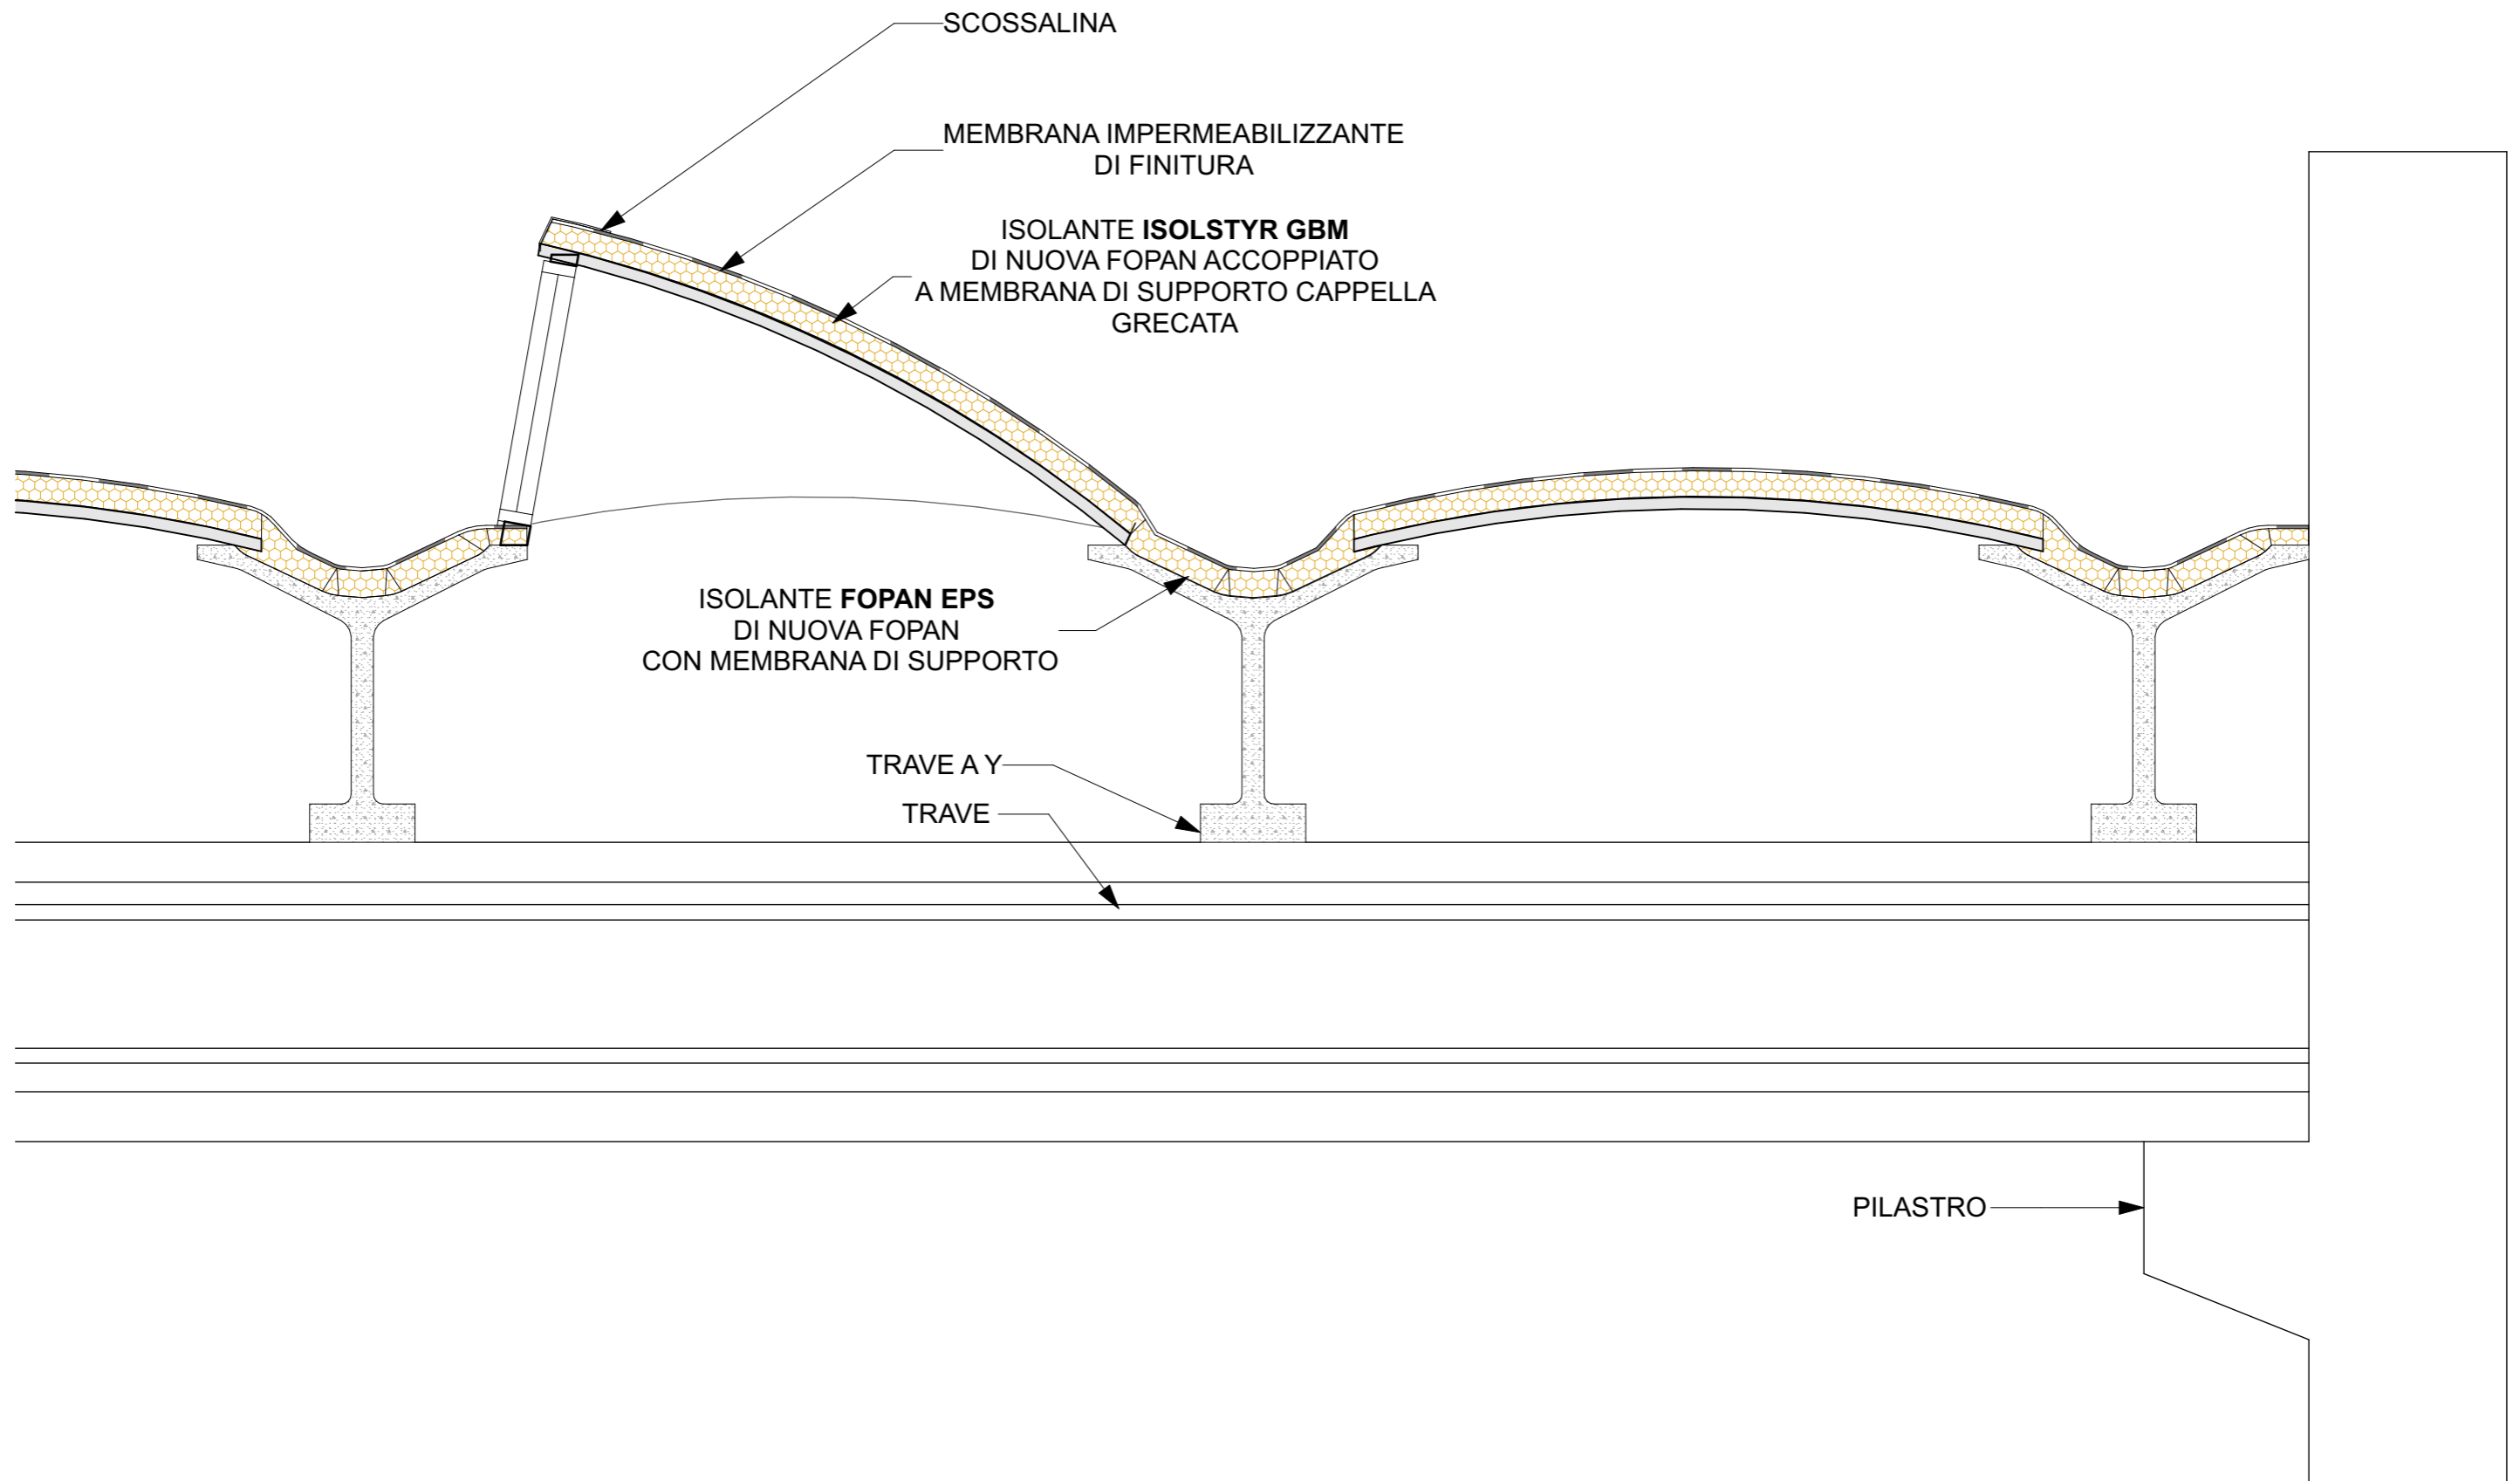 SCOSSALINA
MEMBRANA IMPERMEABILIZZANTE
DI FINITURA
ISOLANTE ISOLSTYR GBM
DI NUOVA FOPAN ACCOPPIATO
A MEMBRANA DI SUPPORTO CAPPELLA
GRECATA
ISOLANTE FOPAN EPS
DI NUOVA FOPAN
CON MEMBRANA DI SUPPORTO
TRAVE A Y
TRAVE
PILASTRO